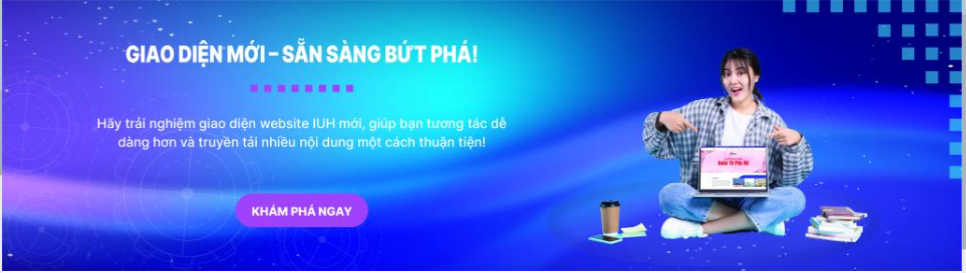 GIAO DIỆN MỚI – SẴN SÀNG BỨT PHÁ!
Hãy trải nghiệm giao diện website IUH mới, giúp bạn tương tác dễ
dàng hơn và truyền tải nhiều nội dung một cách thuận tiện!
KHÁM PHÁ NGAY